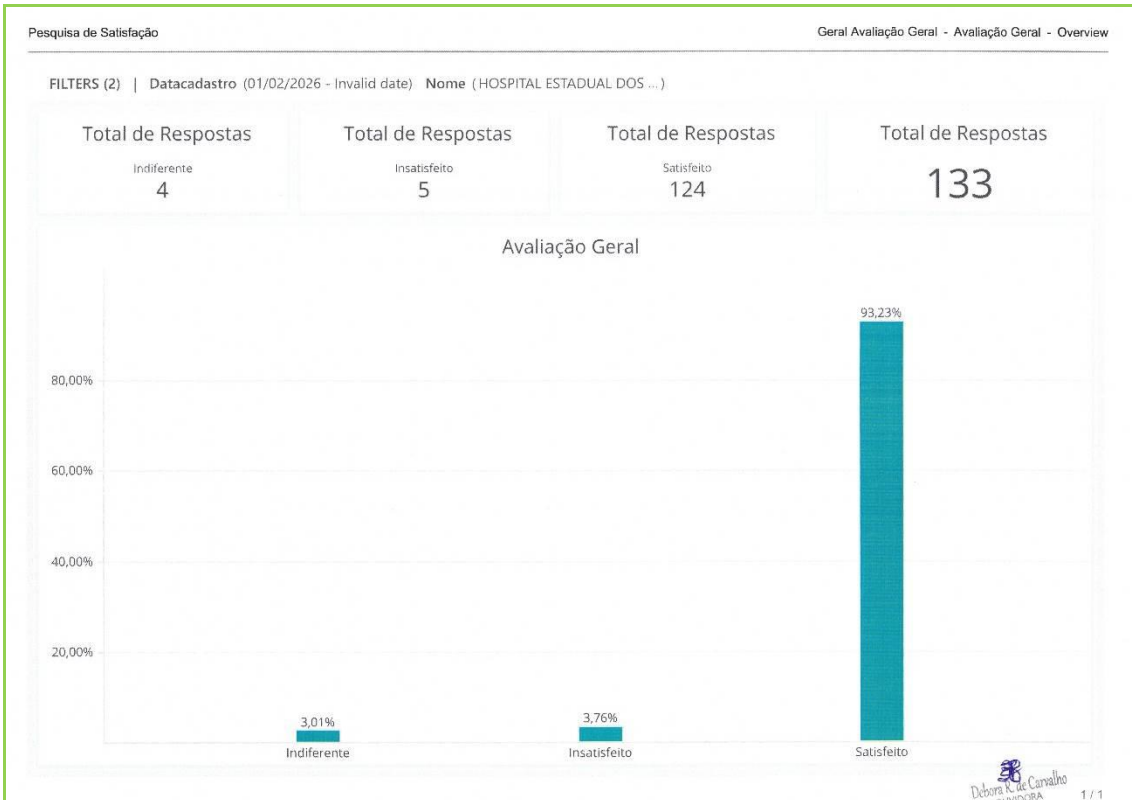 Pesquisa de Satisfação
Geral Avaliação Geral - Avaliação Geral - Overview
FILTERS (2) | Datacadastro (01/02/2026 - Invalid date) Nome (HOSPITAL ESTADUAL DOS ...)
Total de Respostas
Indiferente
4
Total de Respostas
Insatisfeito
5
Total de Respostas
Satisfeito
124
Total de Respostas
133
Avaliação Geral
93,23%
80,00%
60,00%
40,00%
20,00%
3,01%
3,76%
Indiferente
Insatisfeito
Satisfeito
Debora R. de Carvalho
OUVIDORA
1 / 1